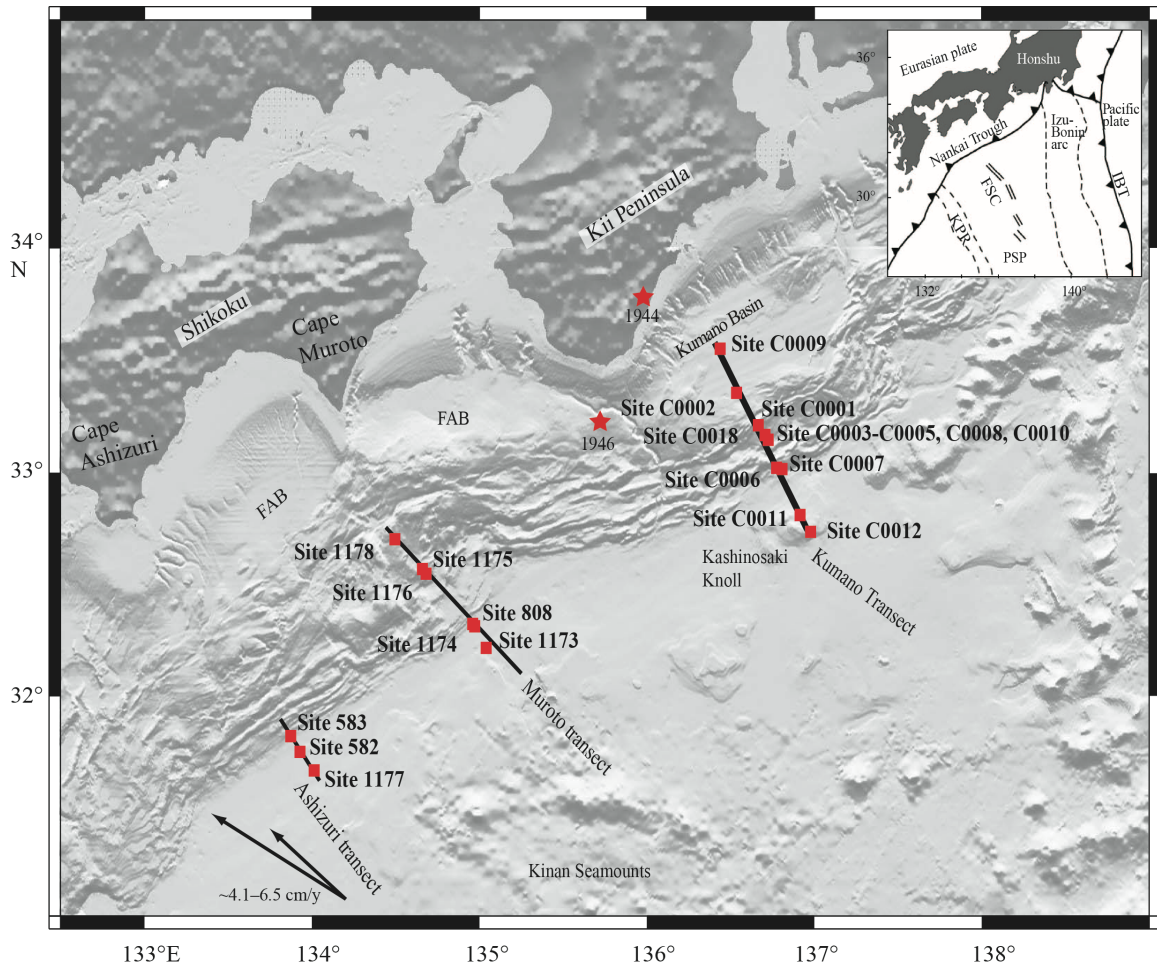 36°
Eurasian plate
Honshu
Pacific
plate
Izu-
Bonin
arc
Nankai Trough
30°
FSC
KPR
IBT
PSP
132°
140°
34°
N
33°
32°
Kii Peninsula
Shikoku
Cape
Muroto
1944
Kumano Basin
Site C0009
FAB
Site C0002
Site C0001
Site C0018
Site C0003-C0005, C0008, C0010
1946
Cape
Ashizuri
Site C0007
Site C0006
FAB
Site C0011
Site C0012
Kashinosaki
Knoll
Kumano Transect
Site 1178
Site 1175
Site 1176
Site 808
Site 1174
Site 1173
Muroto transect
Site 583
Site 582
Site 1177
Ashizuri transect
Kinan Seamounts
~4.1–6.5 cm/y
133°E
134°
135°
136°
137°
138°